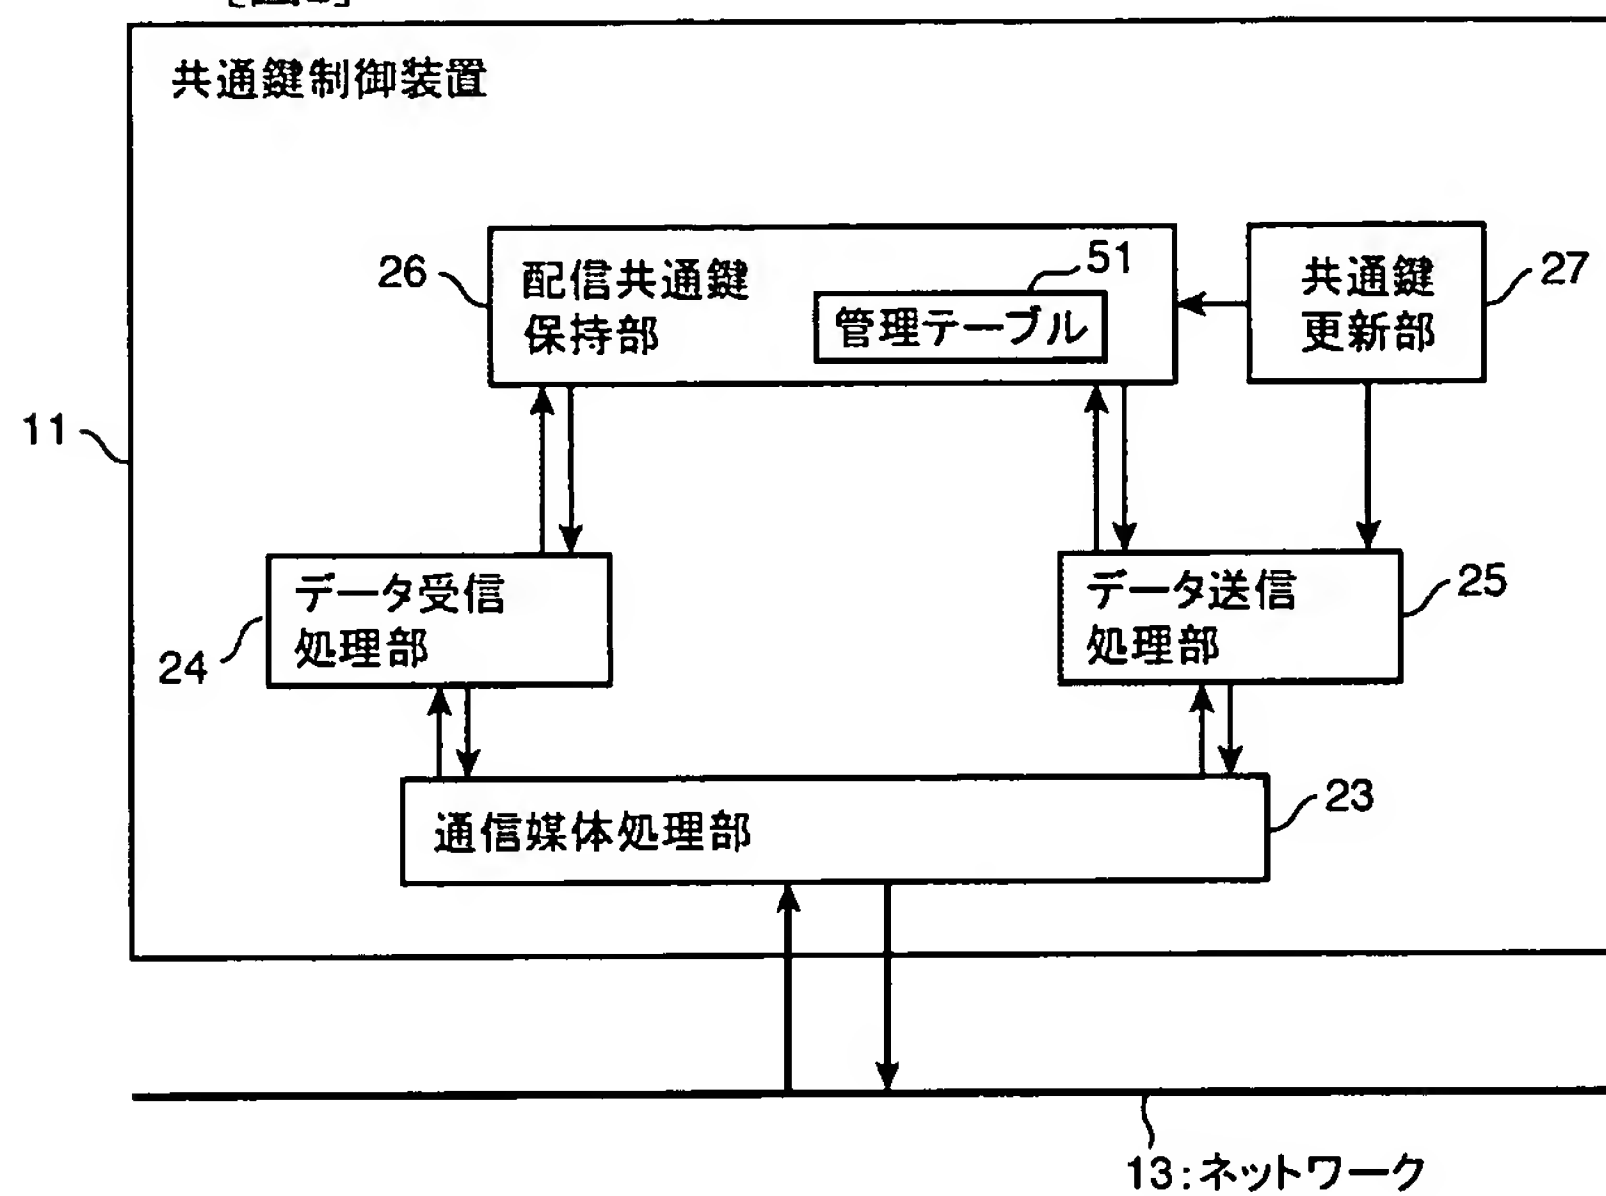 共通鍵制御装置
26
配信共通鍵
保持部
51
管理テーブル
共通鍵
更新部
27
11
データ受信
処理部
24
データ送信
処理部
25
通信媒体処理部
23
13:ネットワーク